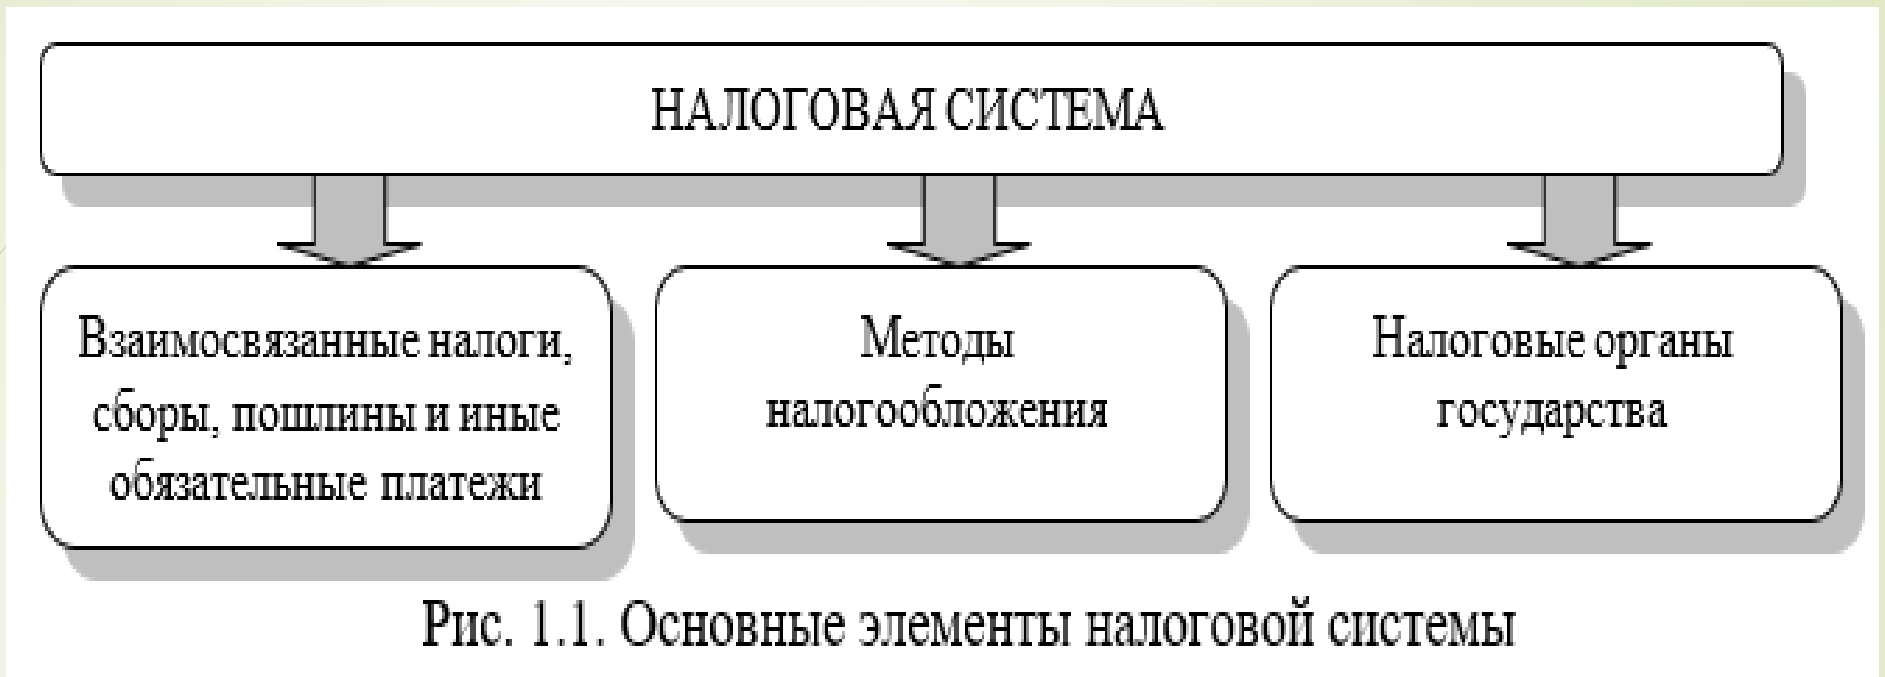 НАЛОГОВАЯ СИСТЕМА
Взаимосвязанные налоги,
сборы, пошлины и иные
обязательные платежи
Методы
налогообложения
Налоговые органы
государства
Рис. 1.1. Основные элементы налоговой системы